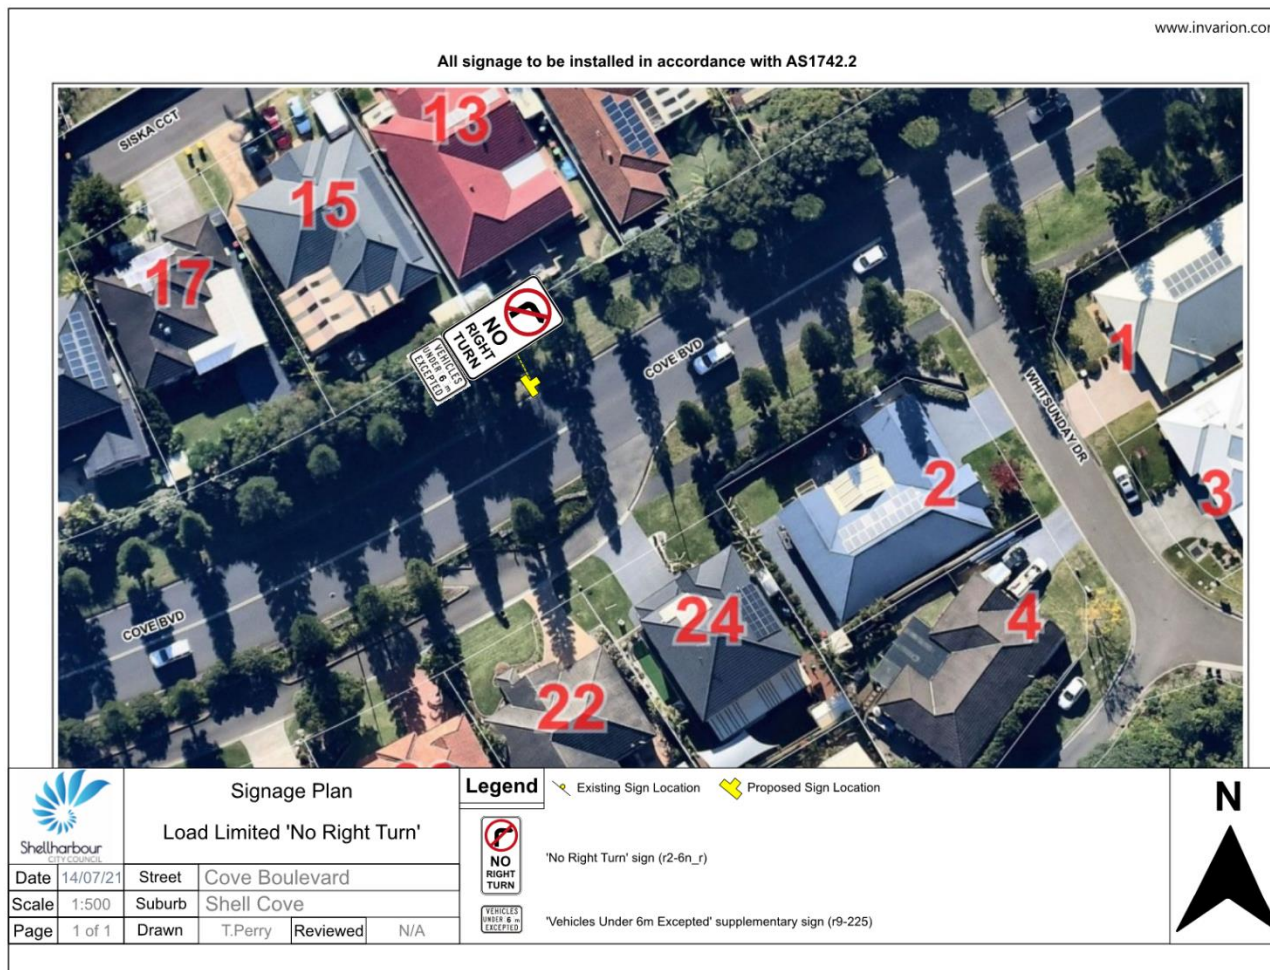 www.invarion.co
All signage to be installed in accordance with AS1742.2
SISKA CCT
13
15
17
NO
RIGHT
TURN
VEHICLES
UNDER 6 m
EXCEPTED
COVE BVD
WHITSUNDAY DR
1
2
3
4
24
22
COVE BVD
Shellharbour
CITY COUNCIL
Signage Plan
Load Limited 'No Right Turn'
Date 14/07/21 Street Cove Boulevard
Scale 1:500 Suburb Shell Cove
Page 1 of 1 Drawn T.Perry Reviewed N/A
Legend
Existing Sign Location
Proposed Sign Location
NO
RIGHT
TURN
'No Right Turn' sign (r2-6n_r)
VEHICLES
UNDER 6 m
EXCEPTED
'Vehicles Under 6m Excepted' supplementary sign (r9-225)
N